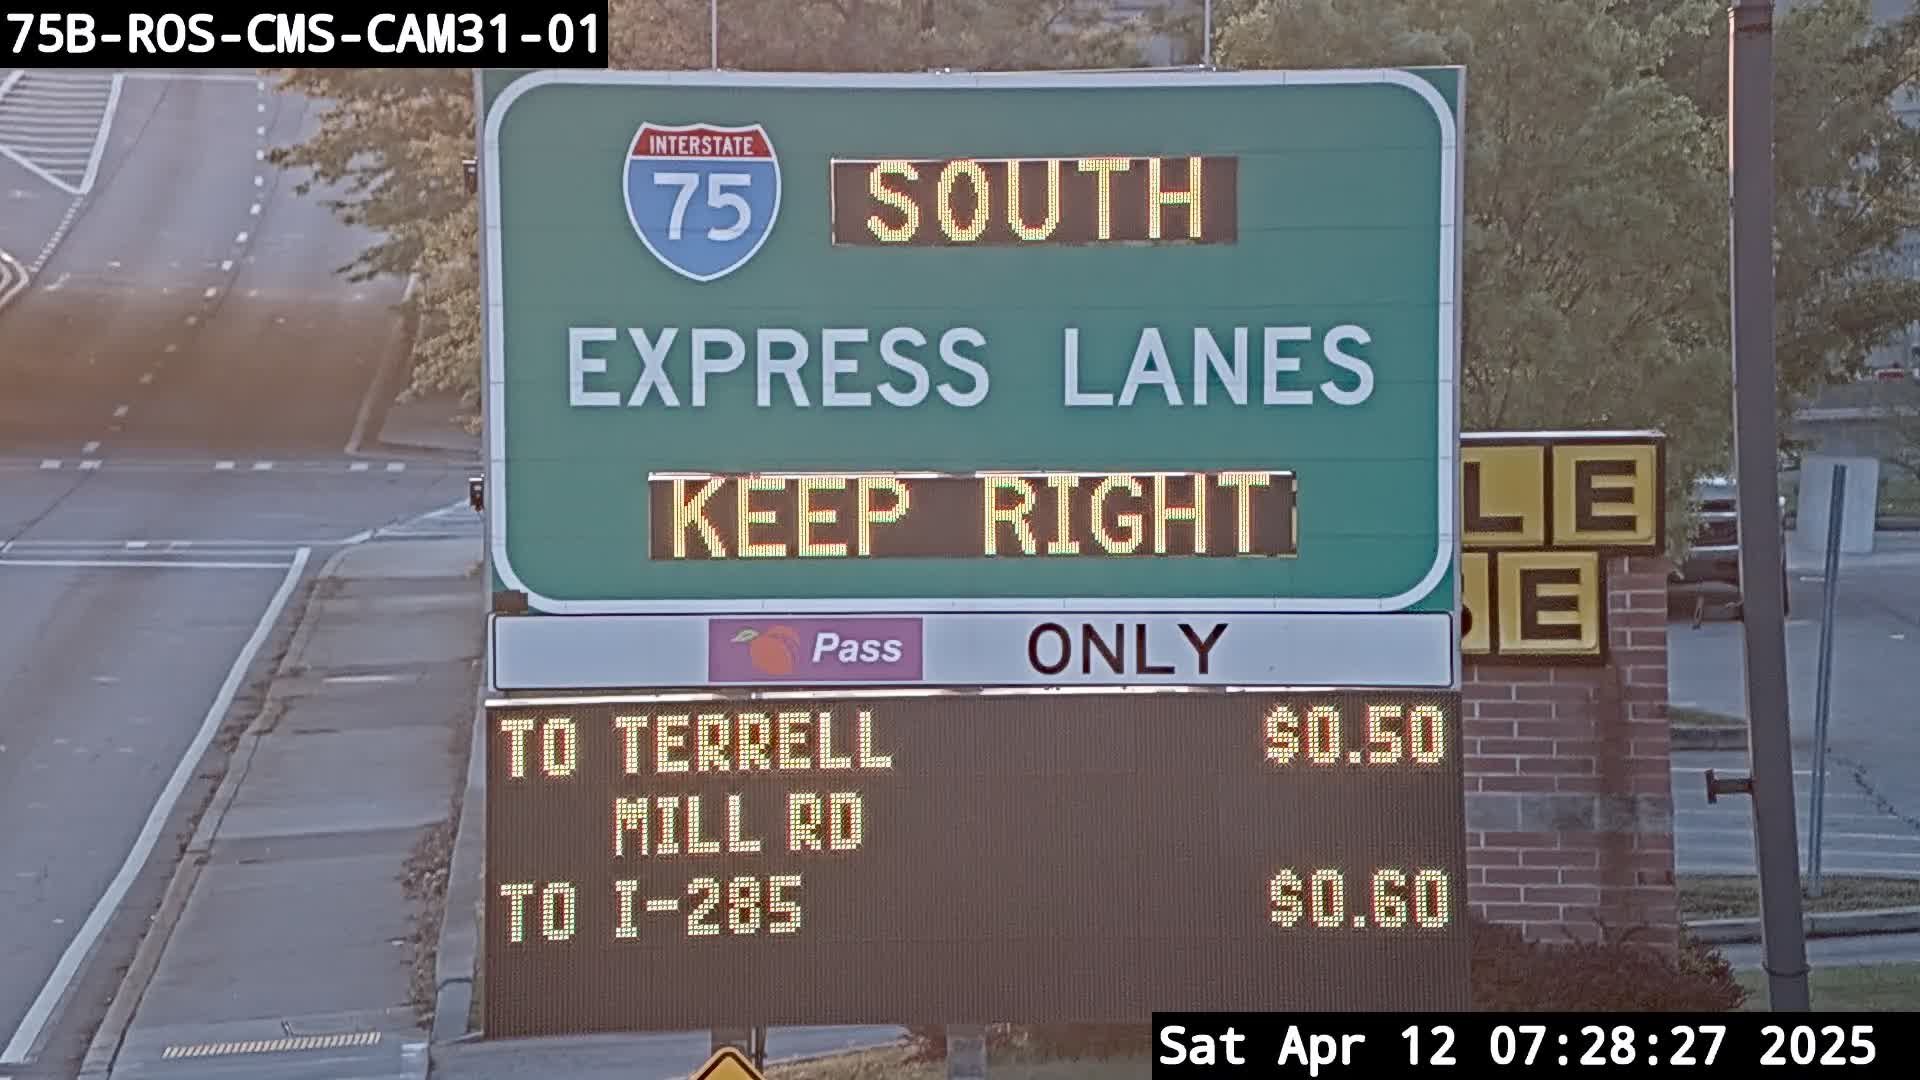 75B-ROS-CMS-CAM31-01
INTERSTATE
75
SOUTH
EXPRESS LANES
KEEP RIGHT
Pass ONLY
TO TERRELL $0.50
MILL RD
TO I-285 $0.60
LE
E
Sat Apr 12 07:28:27 2025